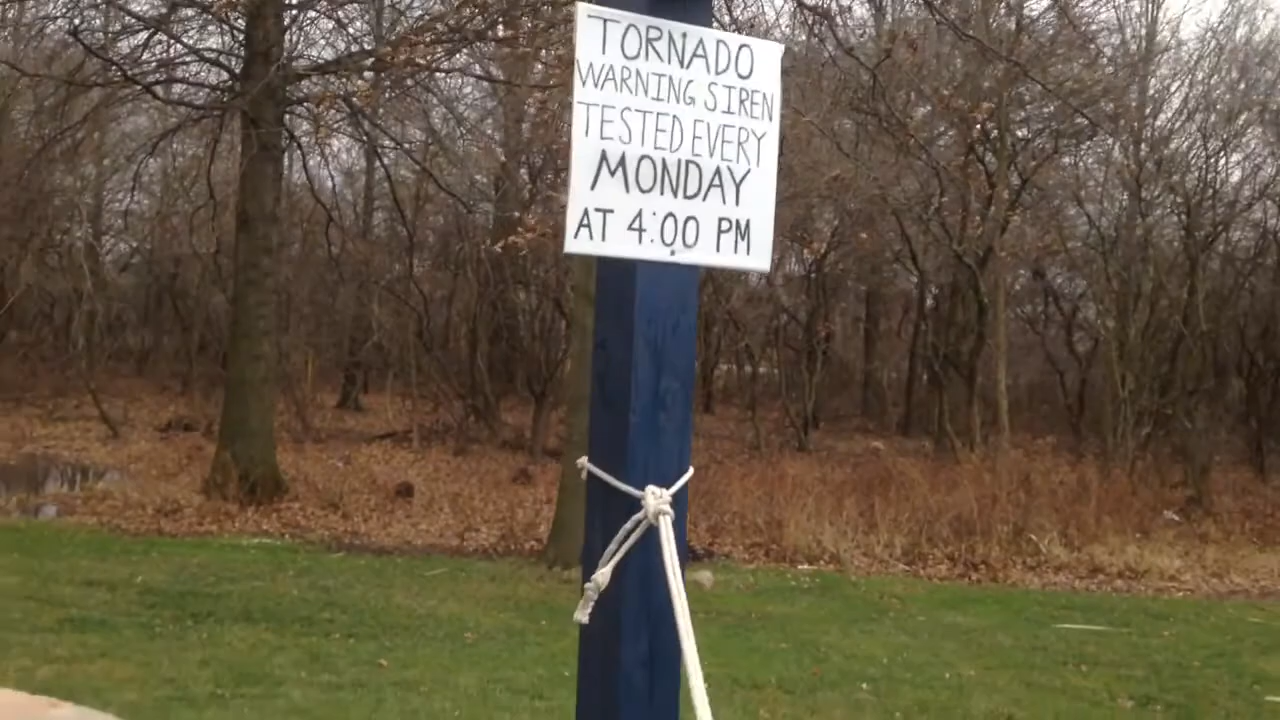 TORNADO
WARNING SIREN
TESTED EVERY
MONDAY
AT 4:00 PM